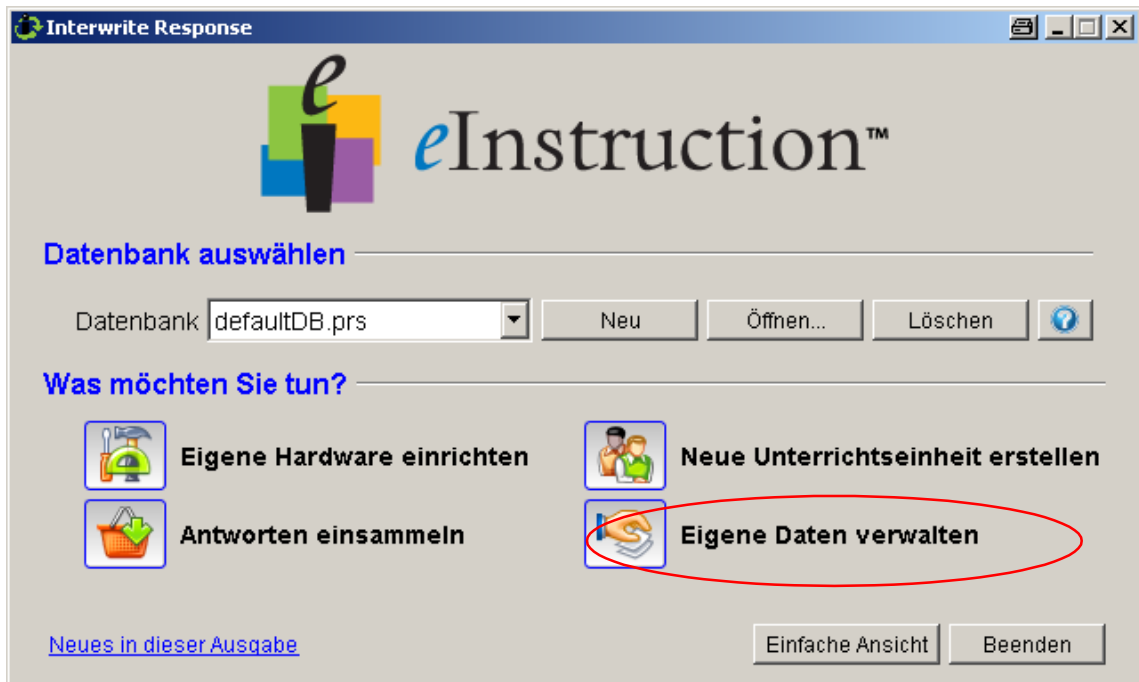 Interwrite Response
eInstruction™
Datenbank auswählen
Datenbank defaultDB.prs Neu Öffnen... Löschen
Was möchten Sie tun?
Eigene Hardware einrichten Neue Unterrichtseinheit erstellen
Antworten einsammeln Eigene Daten verwalten
Neues in dieser Ausgabe Einfache Ansicht Beenden